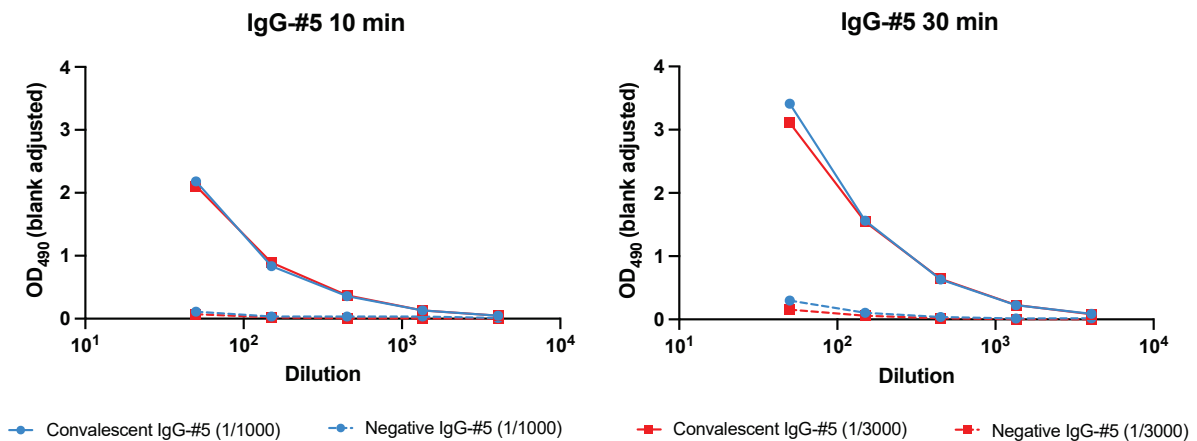 IgG-#5 10 min
OD490 (blank adjusted)
4
3
2
1
0
10^1
10^2
10^3
10^4
Dilution
IgG-#5 30 min
OD490 (blank adjusted)
4
3
2
1
0
10^1
10^2
10^3
10^4
Dilution
Convalescent IgG-#5 (1/1000)
Negative IgG-#5 (1/1000)
Convalescent IgG-#5 (1/3000)
Negative IgG-#5 (1/3000)